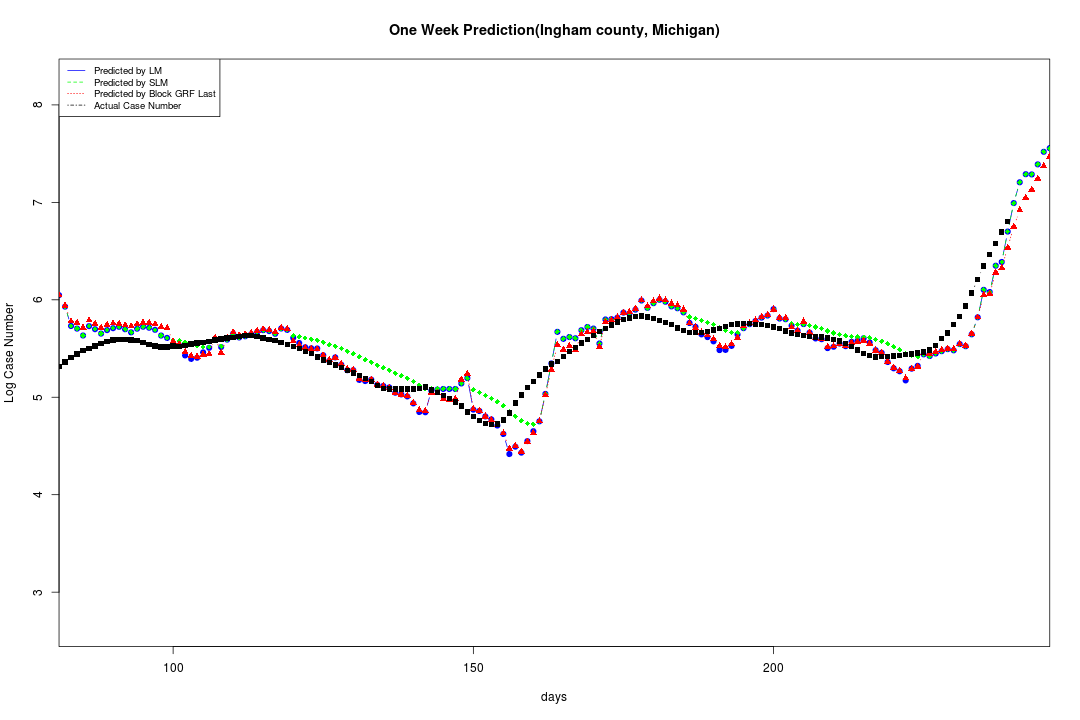 One Week Prediction(Ingham county, Michigan)
Predicted by LM
Predicted by SLM
Predicted by Block GRF Last
Actual Case Number
8
7
6
5
4
3
Log Case Number
100 150 200
days